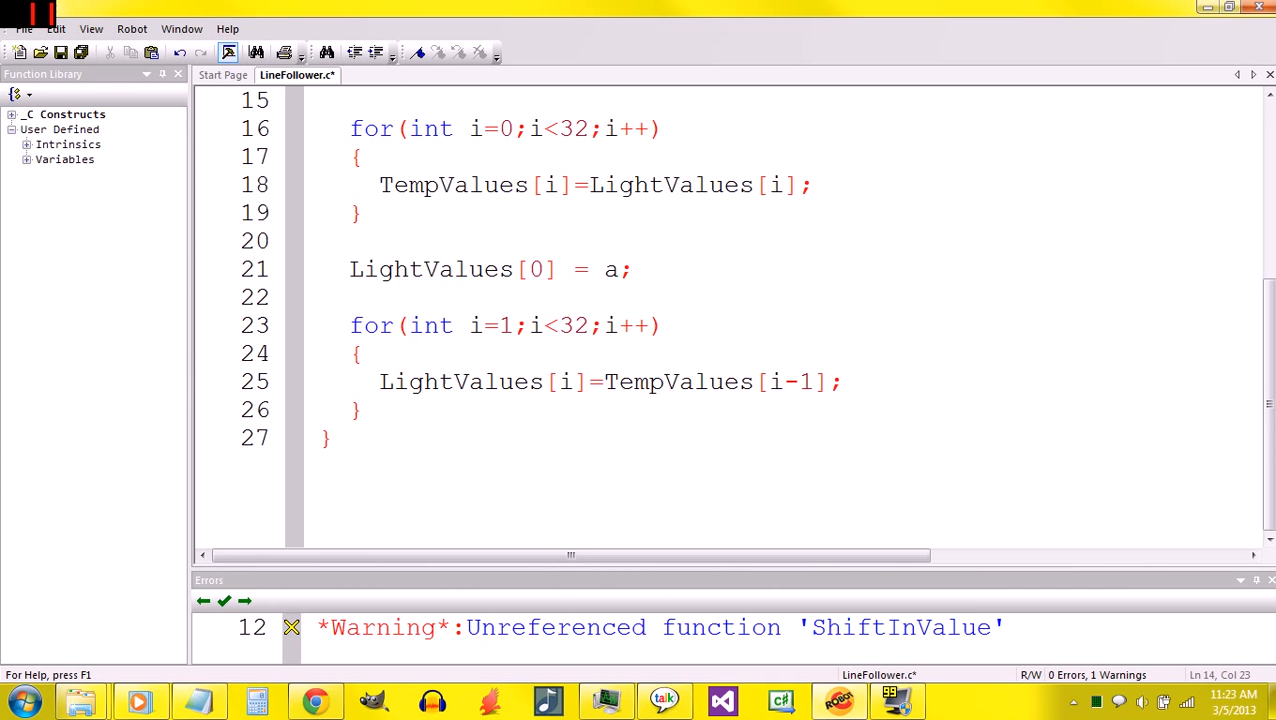 File Edit View Robot Window Help
Function Library
Start Page LineFollower.c*
_C Constructs
User Defined
Intrinsics
Variables
15
16 for(int i=0;i<32;i++)
17 {
18 TempValues[i]=LightValues[i];
19 }
20
21 LightValues[0] = a;
22
23 for(int i=1;i<32;i++)
24 {
25 LightValues[i]=TempValues[i-1];
26 }
27 }
Errors
12 *Warning*:Unreferenced function 'ShiftInValue'
For Help, press F1 LineFollower.c* R/W 0 Errors, 1 Warnings Ln 14, Col 23
talk C# ROBOT 99
11:23 AM
3/5/2013